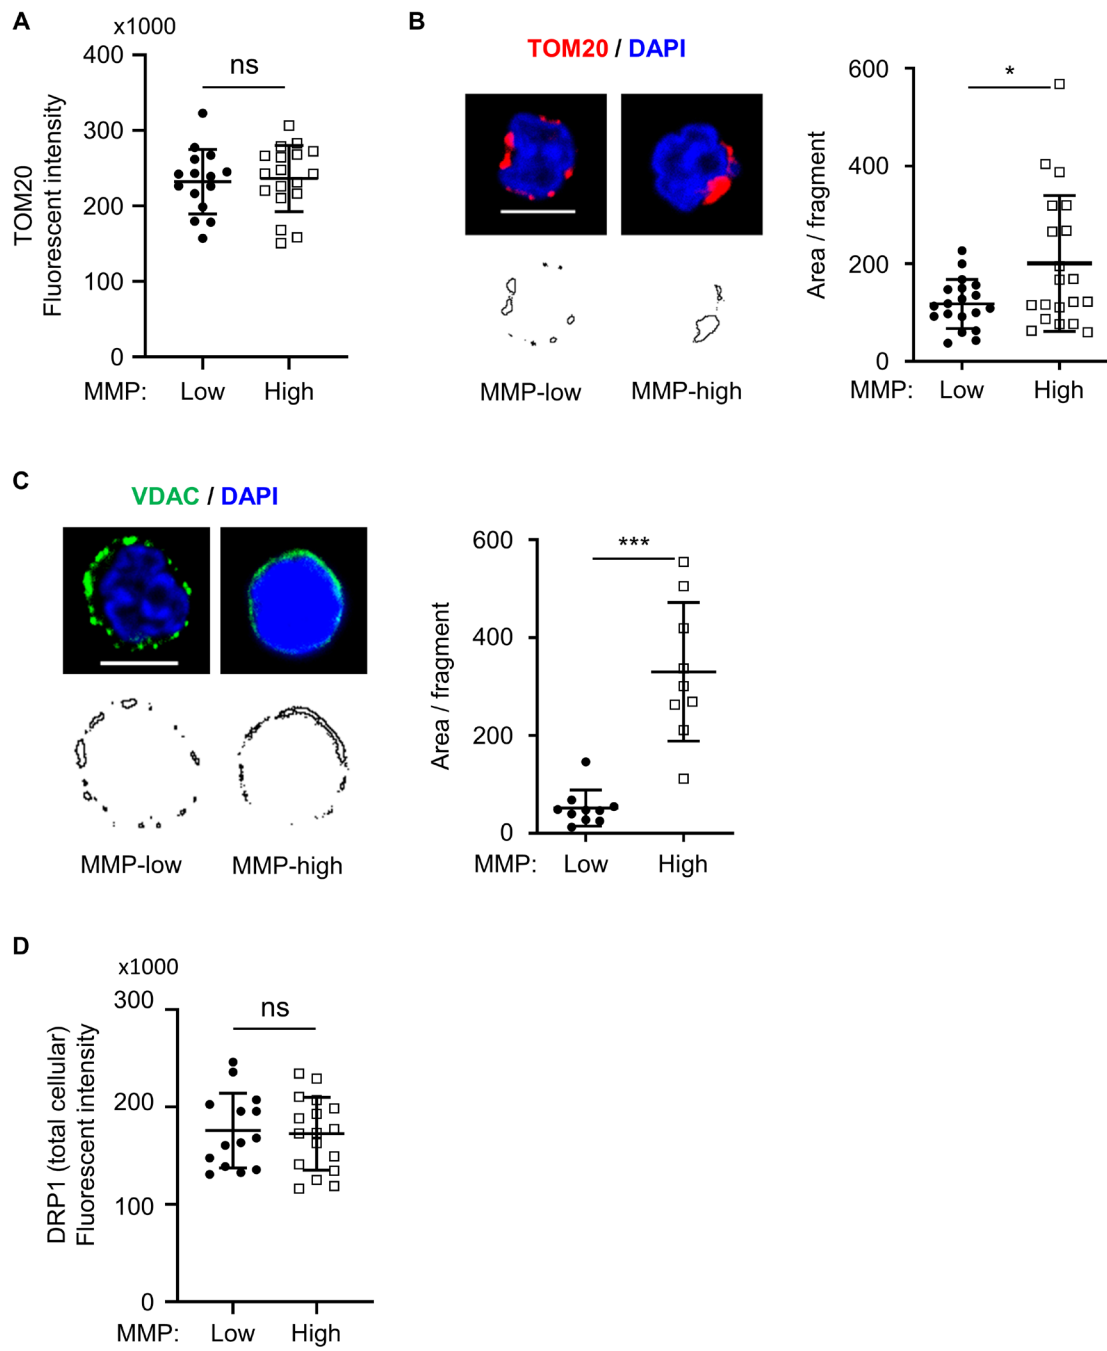 A
x1000
400
300
200
100
0
TOM20
Fluorescent intensity
ns
MMP: Low High
B
TOM20 / DAPI
MMP-low MMP-high
600
400
200
0
Area / fragment
*
MMP: Low High
C
VDAC / DAPI
MMP-low MMP-high
600
400
200
0
Area / fragment
***
MMP: Low High
D
x1000
300
200
100
0
DRP1 (total cellular)
Fluorescent intensity
ns
MMP: Low High